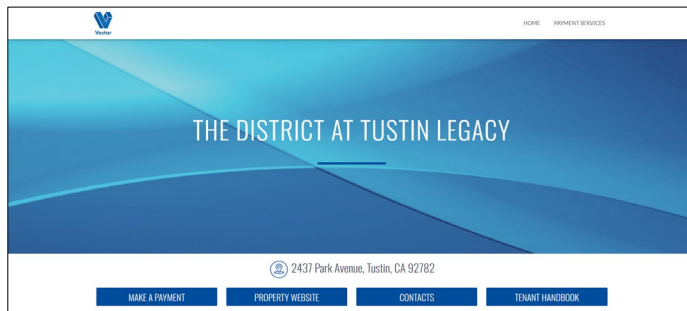 Vestar
HOME PAYMENT SERVICES
THE DISTRICT AT TUSTIN LEGACY
2437 Park Avenue, Tustin, CA 92782
MAKE A PAYMENT PROPERTY WEBSITE CONTACTS TENANT HANDBOOK